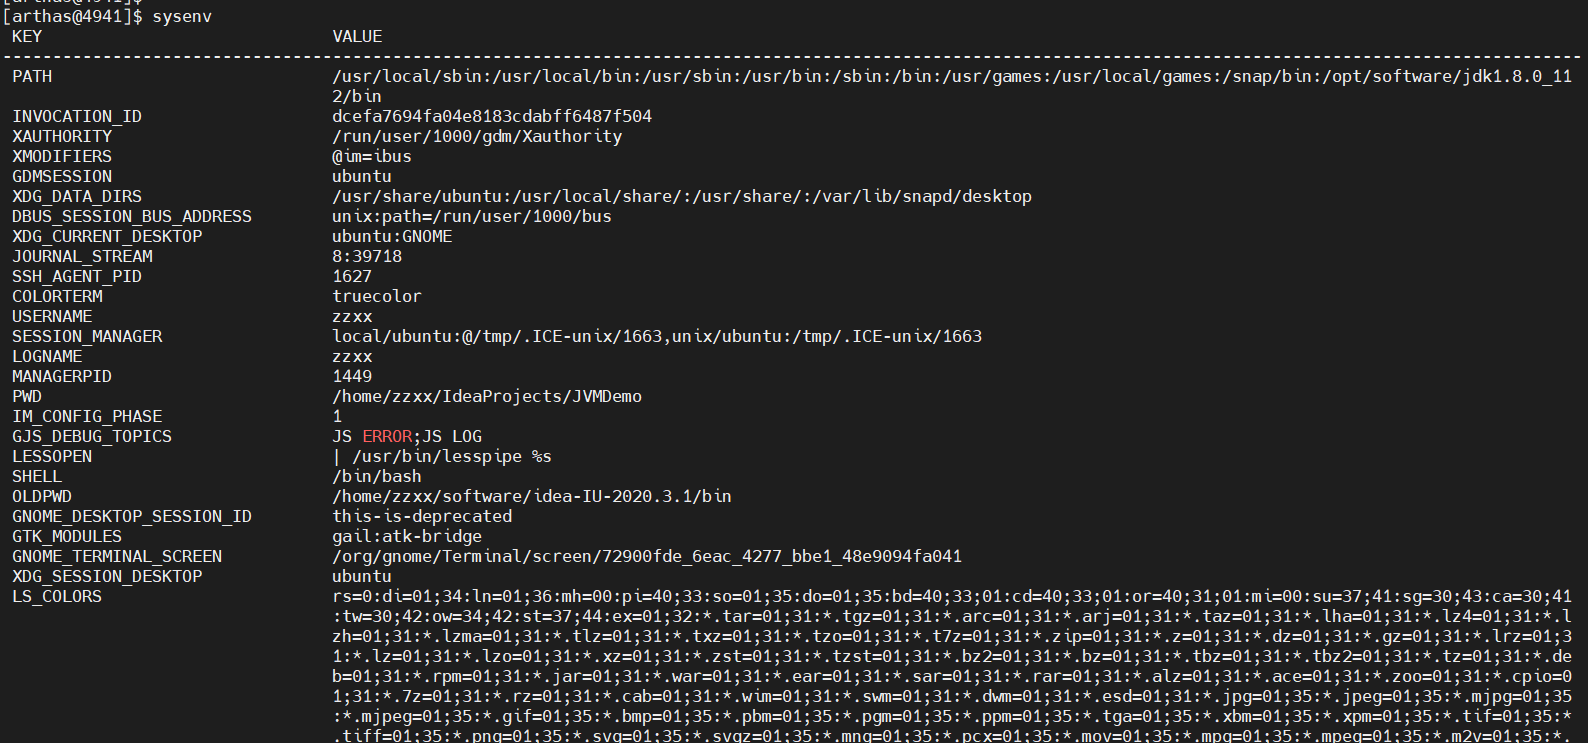 [arthas@4941]$ sysenv
KEY VALUE
PATH /usr/local/sbin:/usr/local/bin:/usr/sbin:/usr/bin:/sbin:/bin:/usr/games:/usr/local/games:/snap/bin:/opt/software/jdk1.8.0_11
2/bin
INVOCATION_ID dcefa7694fa04e8183cdabff6487f504
XAUTHORITY /run/user/1000/gdm/Xauthority
XMODIFIERS @im=ibus
GDMSESSION ubuntu
XDG_DATA_DIRS /usr/share/ubuntu:/usr/local/share/:/usr/share/:/var/lib/snapd/desktop
DBUS_SESSION_BUS_ADDRESS unix:path=/run/user/1000/bus
XDG_CURRENT_DESKTOP ubuntu:GNOME
JOURNAL_STREAM 8:39718
SSH_AGENT_PID 1627
COLORTERM truecolor
USERNAME zzxx
SESSION_MANAGER local/ubuntu:@/tmp/.ICE-unix/1663,unix/ubuntu:/tmp/.ICE-unix/1663
LOGNAME zzxx
MANAGERPID 1449
PWD /home/zzxx/IdeaProjects/JVMDemo
IM_CONFIG_PHASE 1
GJS_DEBUG_TOPICS JS ERROR;JS LOG
LESSOPEN | /usr/bin/lesspipe %s
SHELL /bin/bash
OLDPWD /home/zzxx/software/idea-IU-2020.3.1/bin
GNOME_DESKTOP_SESSION_ID this-is-deprecated
GTK_MODULES gail:atk-bridge
GNOME_TERMINAL_SCREEN /org/gnome/Terminal/screen/72900fde_6eac_4277_bbe1_48e9094fa041
XDG_SESSION_DESKTOP ubuntu
LS_COLORS rs=0:di=01;34:ln=01;36:mh=00:pi=40;33:so=01;35:do=01;35:bd=40;33;01:cd=40;33;01:or=40;31;01:mi=00:su=37;41:sg=30;43:ca=30;41
:tw=30;42:ow=34;42:st=37;44:ex=01;32:*.tar=01;31:*.tgz=01;31:*.arc=01;31:*.arj=01;31:*.taz=01;31:*.lha=01;31:*.lz4=01;31:*.l
zh=01;31:*.lzma=01;31:*.tlz=01;31:*.txz=01;31:*.tzo=01;31:*.t7z=01;31:*.zip=01;31:*.z=01;31:*.dz=01;31:*.gz=01;31:*.lrz=01;3
1:*.lz=01;31:*.lzo=01;31:*.xz=01;31:*.zst=01;31:*.tzst=01;31:*.bz2=01;31:*.bz=01;31:*.tbz=01;31:*.tbz2=01;31:*.tz=01;31:*.de
b=01;31:*.rpm=01;31:*.jar=01;31:*.war=01;31:*.ear=01;31:*.sar=01;31:*.rar=01;31:*.alz=01;31:*.ace=01;31:*.zoo=01;31:*.cpio=0
1;31:*.7z=01;31:*.rz=01;31:*.cab=01;31:*.wim=01;31:*.swm=01;31:*.dwm=01;31:*.esd=01;31:*.jpg=01;35:*.jpeg=01;35:*.mjpg=01;35
:*.mjpeg=01;35:*.gif=01;35:*.bmp=01;35:*.pbm=01;35:*.pgm=01;35:*.ppm=01;35:*.tga=01;35:*.xbm=01;35:*.xpm=01;35:*.tif=01;35:*
.tiff=01;35:*.png=01;35:*.svg=01;35:*.svgz=01;35:*.mng=01;35:*.pcx=01;35:*.mov=01;35:*.mpg=01;35:*.mpeg=01;35:*.m2v=01;35:*.